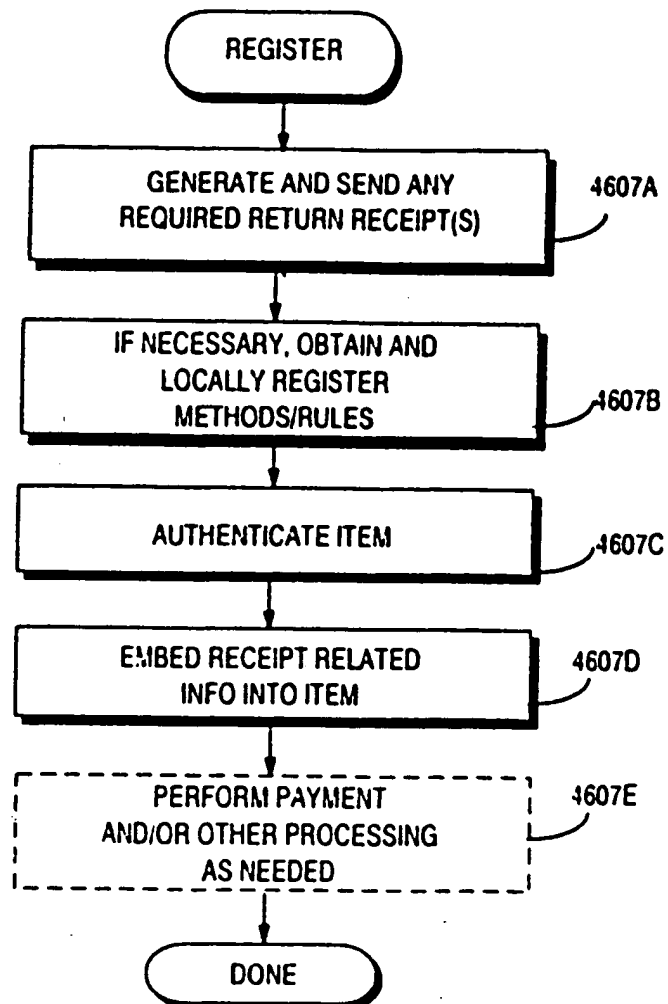 REGISTER
GENERATE AND SEND ANY
REQUIRED RETURN RECEIPT(S)
4607A
IF NECESSARY, OBTAIN AND
LOCALLY REGISTER
METHODS/RULES
4607B
AUTHENTICATE ITEM
4607C
EMBED RECEIPT RELATED
INFO INTO ITEM
4607D
PERFORM PAYMENT
AND/OR OTHER PROCESSING
AS NEEDED
4607E
DONE